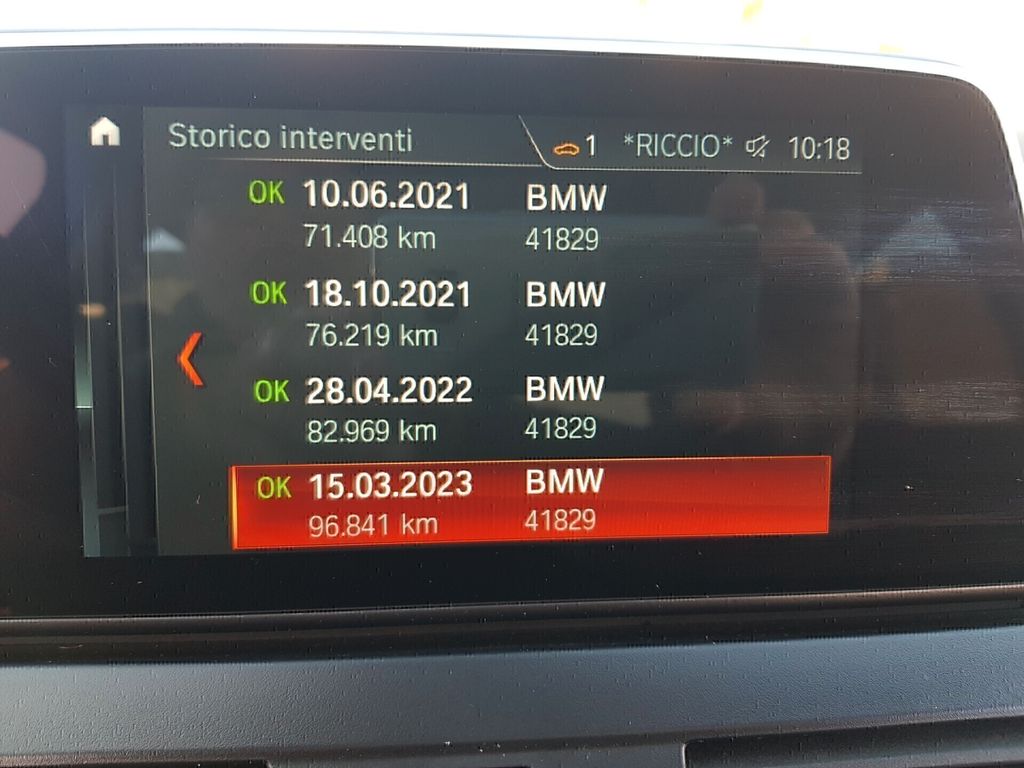 Storico interventi 1 *RICCIO* 10:18
OK 10.06.2021 BMW
71.408 km 41829
OK 18.10.2021 BMW
76.219 km 41829
OK 28.04.2022 BMW
82.969 km 41829
OK 15.03.2023 BMW
96.841 km 41829